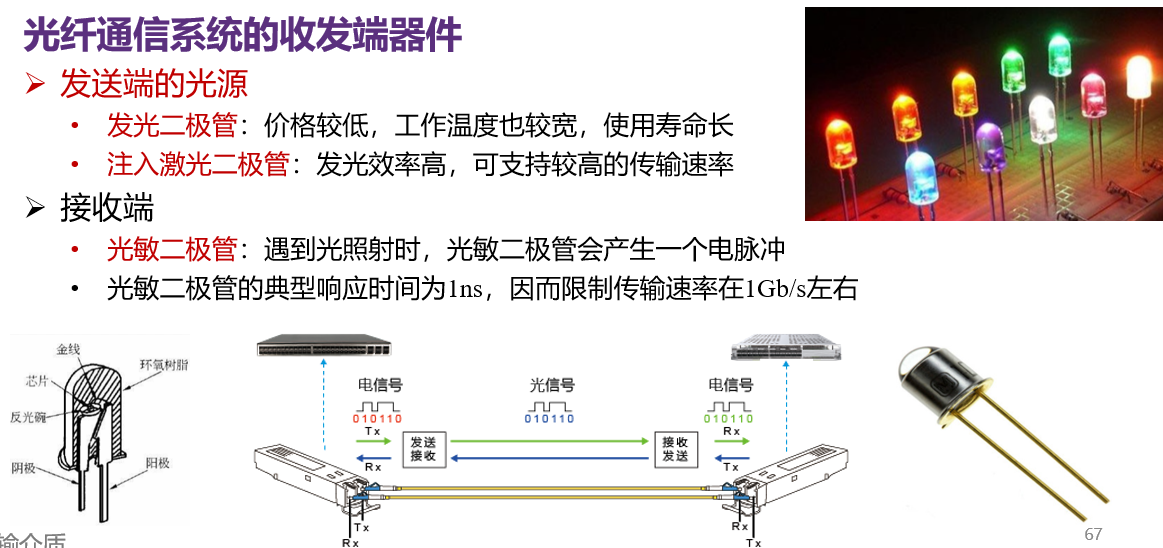 光纤通信系统的收发端器件
发送端的光源
发光二极管：价格较低，工作温度也较宽，使用寿命长
注入激光二极管：发光效率高，可支持较高的传输速率
接收端
光敏二极管：遇到光照射时，光敏二极管会产生一个电脉冲
光敏二极管的典型响应时间为1ns，因而限制传输速率在1Gb/s左右
金线
环氧树脂
芯片
反光碗
阴极
阳极
电信号
光信号
电信号
010110
010110
010110
Tx
Rx
发送
接收
接收
发送
Rx
Tx
Tx
Rx
Rx
Tx
67
输介质